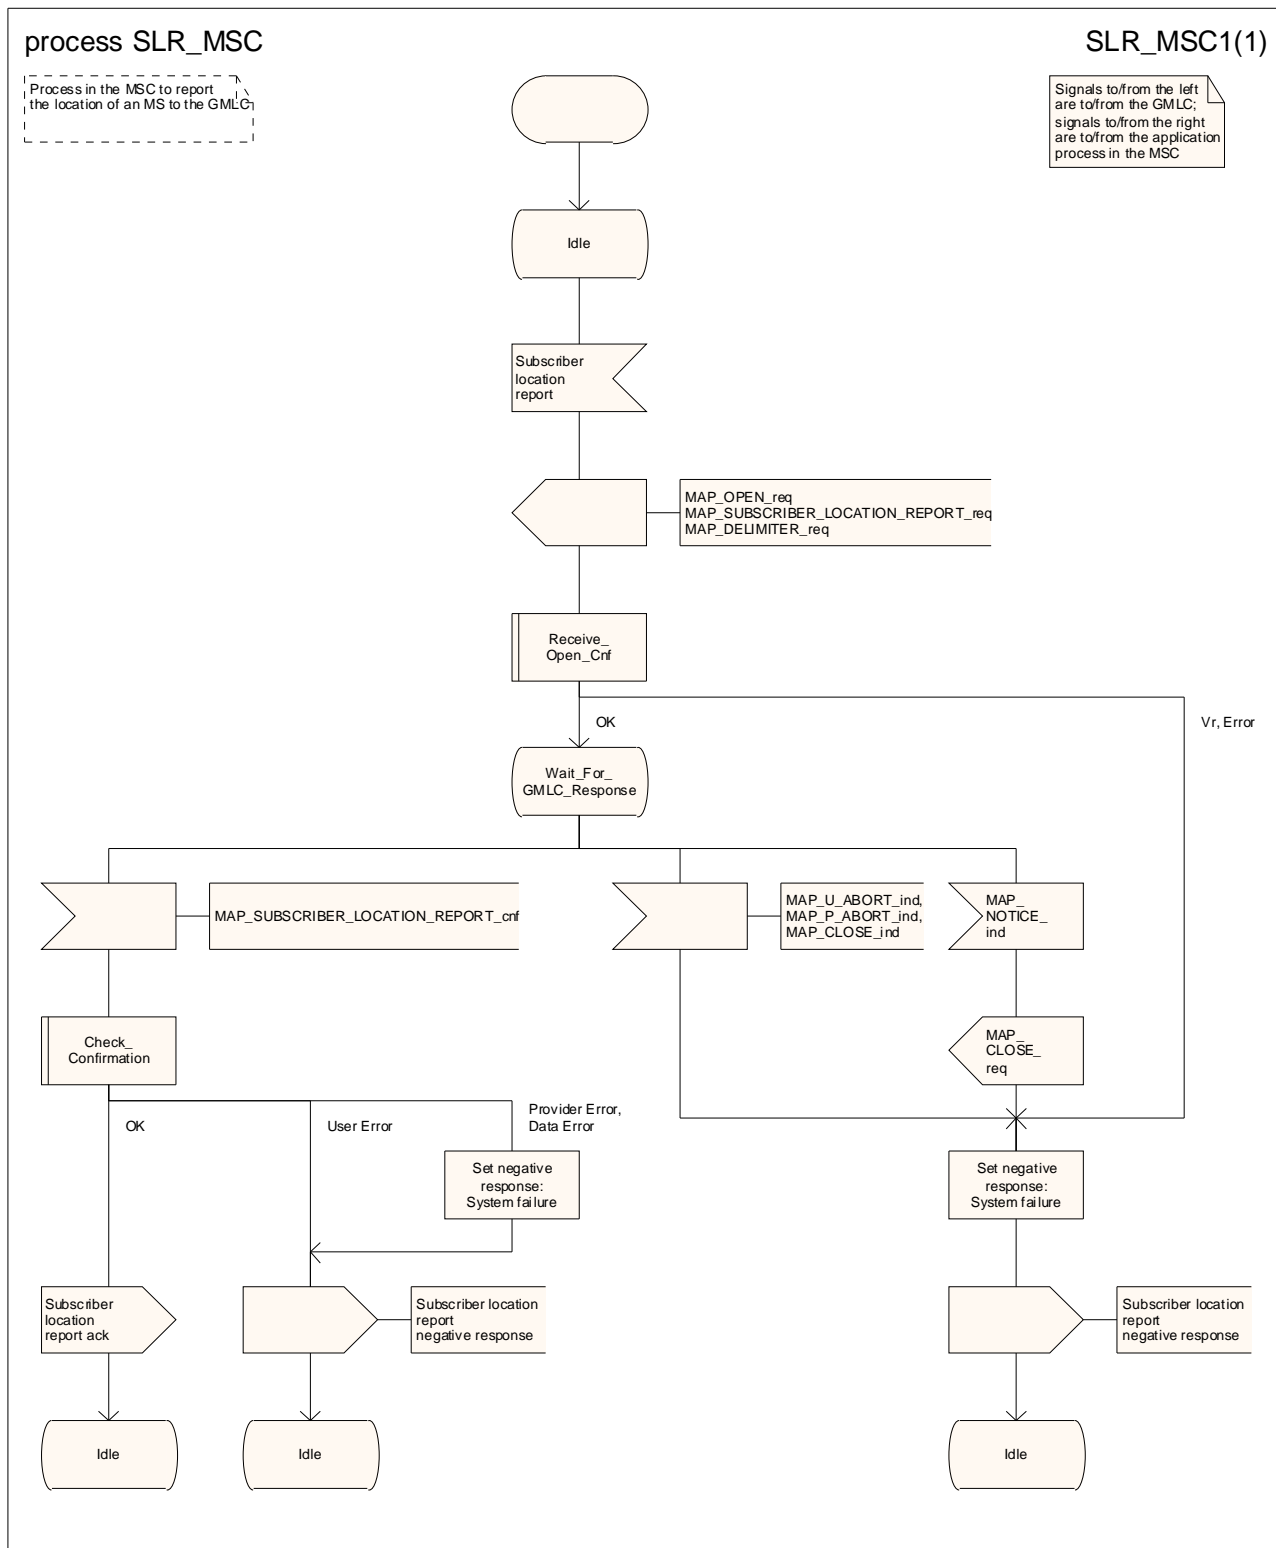 process SLR_MSC
SLR_MSC1(1)
Process in the MSC to report
the location of an MS to the GMLC
Signals to/from the left
are to/from the GMLC;
signals to/from the right
are to/from the application
process in the MSC
Idle
Subscriber
location
report
MAP_OPEN_req
MAP_SUBSCRIBER_LOCATION_REPORT_req
MAP_DELIMITER_req
Receive_
Open_Cnf
OK
Vr, Error
Wait_For_
GMLC_Response
MAP_SUBSCRIBER_LOCATION_REPORT_cnf
MAP_U_ABORT_ind,
MAP_P_ABORT_ind,
MAP_CLOSE_ind
MAP_
NOTICE_
ind
Check_
Confirmation
MAP_
CLOSE_
req
OK
User Error
Provider Error,
Data Error
Set negative
response:
System failure
Set negative
response:
System failure
Subscriber
location
report ack
Subscriber location
report
negative response
Subscriber location
report
negative response
Idle
Idle
Idle